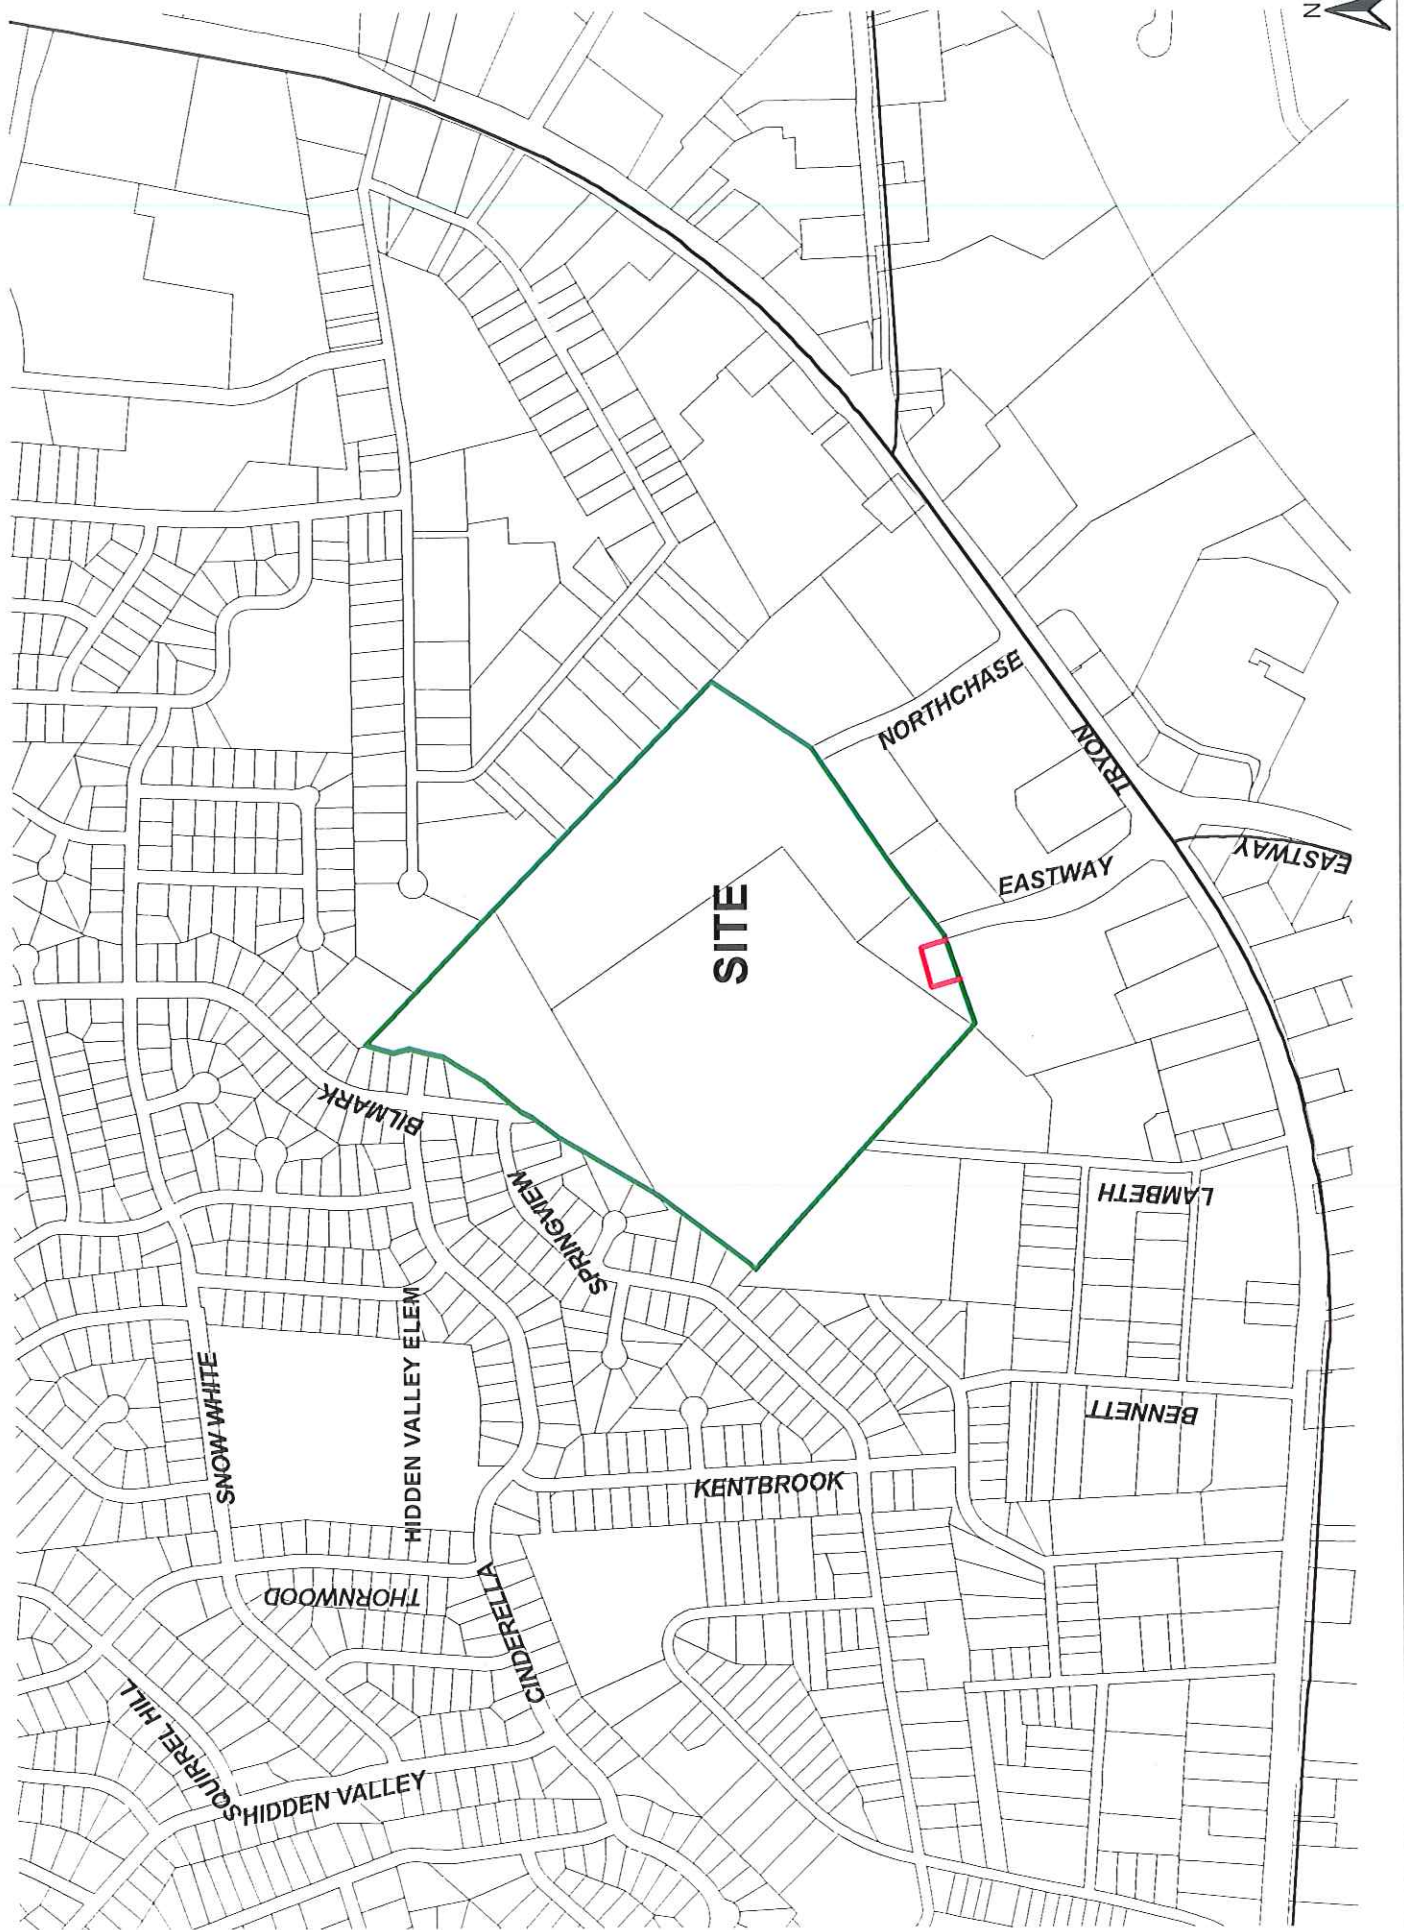 N
NORTHCHASE
TRYON
EASTWAY
EASTWAY
SITE
BILMARK
SPRINGVIEW
LAMBETH
HIDDEN VALLEY ELEM
SNOW WHITE
BENNETT
KENTBROOK
THORNWOOD
CINDERELLA
SQUIRREL HILL
HIDDEN VALLEY